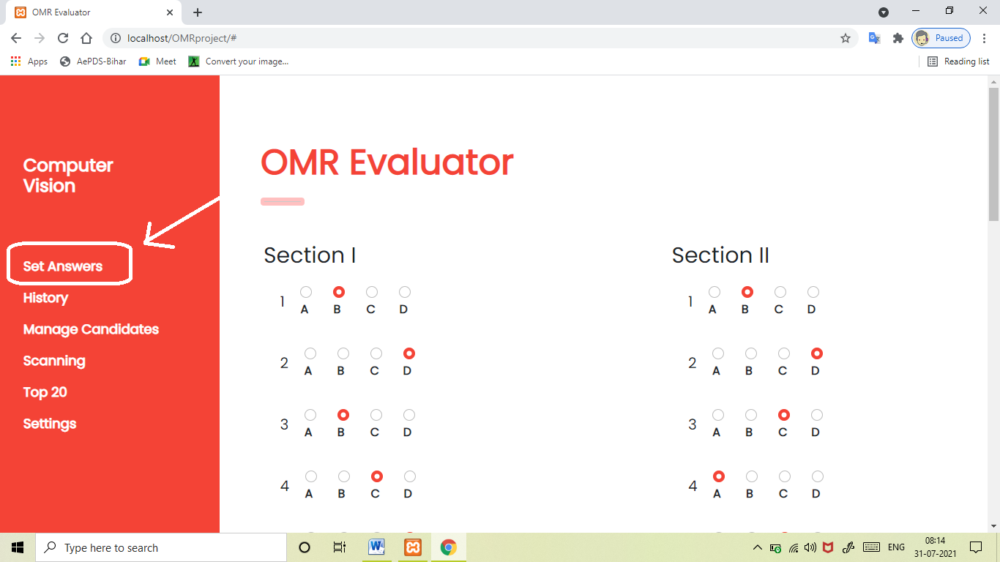 OMR Evaluator
localhost/OMRproject/#
Paused
Apps
AePDS-Bihar
Meet
Convert your image...
Reading list
Computer
Vision
Set Answers
History
Manage Candidates
Scanning
Top 20
Settings
OMR Evaluator
Section I
1
A B C D
2
A B C D
3
A B C D
4
A B C D
Section II
1
A B C D
2
A B C D
3
A B C D
4
A B C D
Type here to search
ENG
08:14
31-07-2021